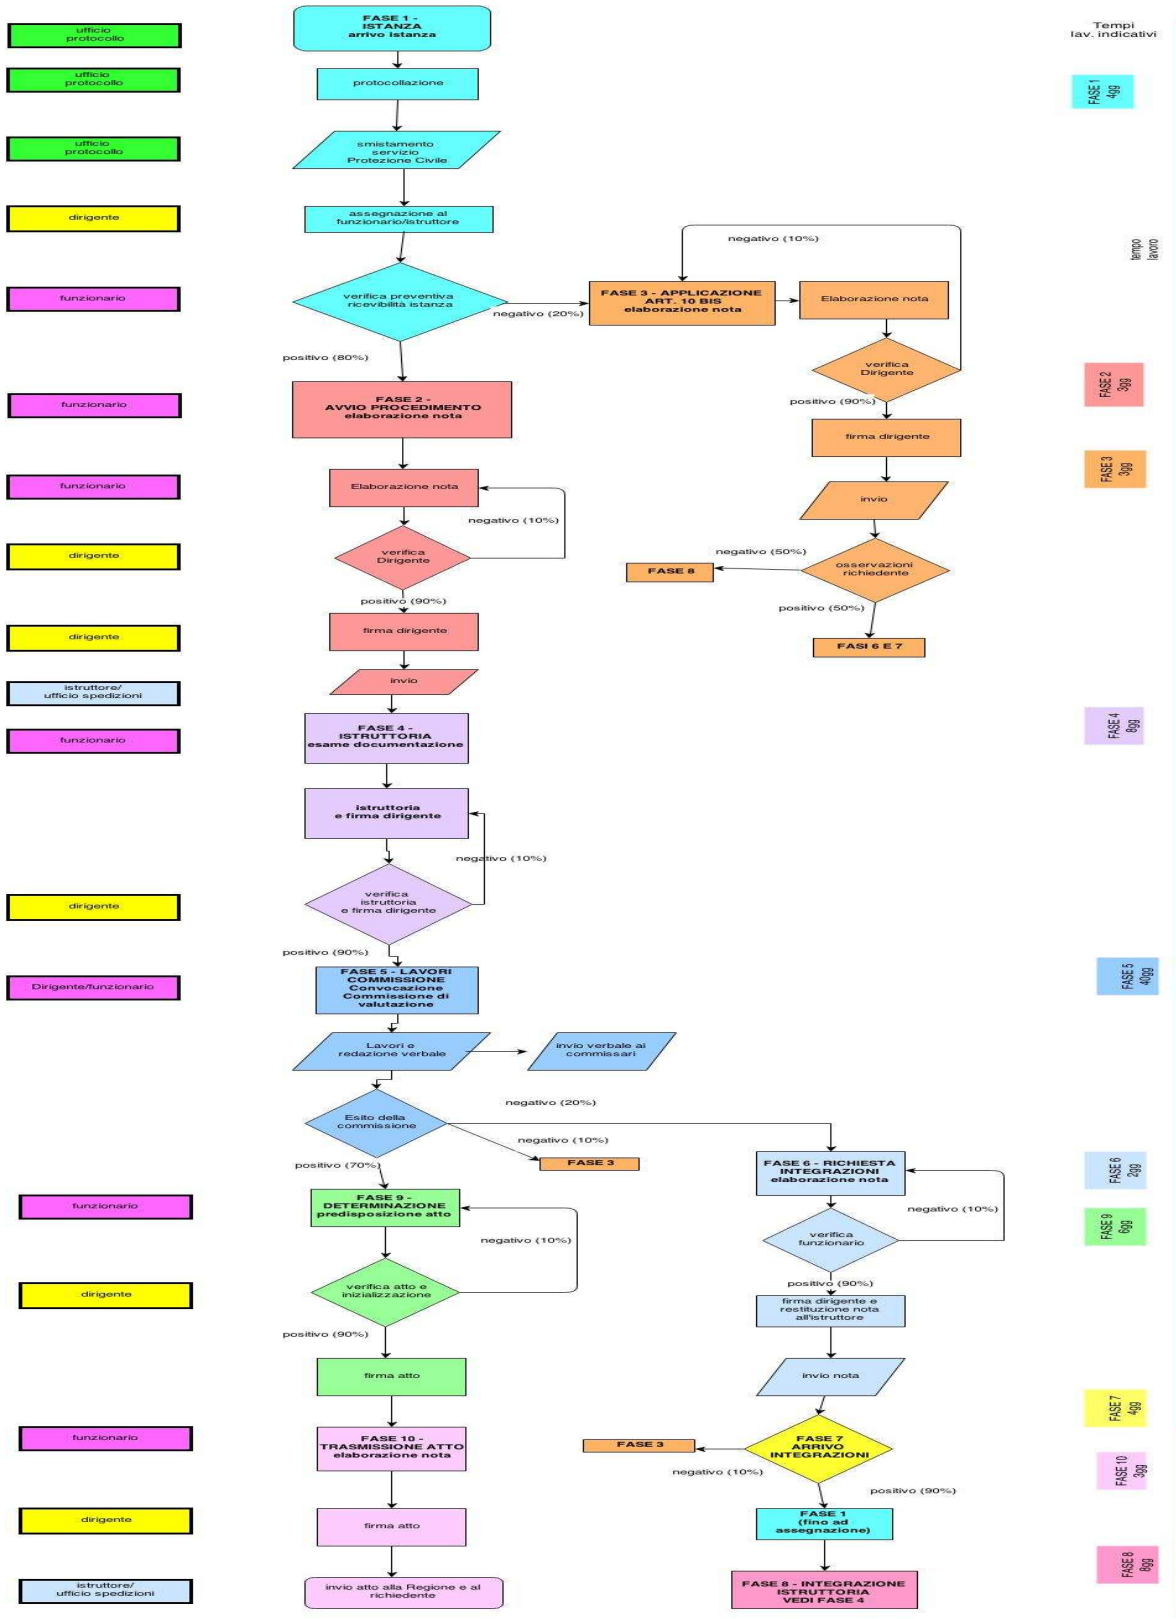 ufficio
protocollo
FASE 1 -
ISTANZA
arrivo istanza
Tempi
lav. indicativi
ufficio
protocollo
protocollazione
FASE 1
4gg
ufficio
protocollo
smistamento
servizio
Protezione Civile
dirigente
assegnazione al
funzionario/istruttore
negativo (10%)
tempo
lavoro
funzionario
verifica preventiva
ricevibilità istanza
negativo (20%)
FASE 3 - APPLICAZIONE
ART. 10 BIS
elaborazione nota
Elaborazione nota
positivo (80%)
verifica
Dirigente
positivo (90%)
FASE 2
3gg
funzionario
FASE 2 -
AVVIO PROCEDIMENTO
elaborazione nota
firma dirigente
FASE 3
3gg
funzionario
Elaborazione nota
negativo (10%)
invio
dirigente
verifica
Dirigente
positivo (90%)
negativo (50%)
FASE 8
osservazioni
richiedente
positivo (50%)
dirigente
firma dirigente
FASI 6 E 7
istruttore/
ufficio spedizioni
invio
funzionario
FASE 4 -
ISTRUTTORIA
esame documentazione
FASE 4
8gg
istruttoria
e firma dirigente
negativo (10%)
dirigente
verifica
istruttoria
e firma dirigente
positivo (90%)
Dirigente/funzionario
FASE 5 - LAVORI
COMMISSIONE
Convocazione
Commissione di
valutazione
FASE 5
40gg
Lavori e
redazione verbale
invio verbale ai
commissari
Esito della
commissione
negativo (20%)
negativo (10%)
FASE 3
positivo (70%)
FASE 6 - RICHIESTA
INTEGRAZIONI
elaborazione nota
FASE 6
2gg
funzionario
FASE 9 -
DETERMINAZIONE
predisposizione atto
negativo (10%)
verifica
funzionario
negativo (10%)
FASE 9
6gg
dirigente
verifica atto e
inizializzazione
positivo (90%)
positivo (90%)
firma dirigente e
restituzione nota
all'istruttore
firma atto
invio nota
FASE 7
4gg
funzionario
FASE 10 -
TRASMISSIONE ATTO
elaborazione nota
FASE 3
negativo (10%)
FASE 7
ARRIVO
INTEGRAZIONI
positivo (90%)
FASE 10
3gg
dirigente
firma atto
FASE 1
(fino ad
assegnazione)
istruttore/
ufficio spedizioni
invio atto alla Regione e al
richiedente
FASE 8 - INTEGRAZIONE
ISTRUTTORIA
VEDI FASE 4
FASE 8
8gg